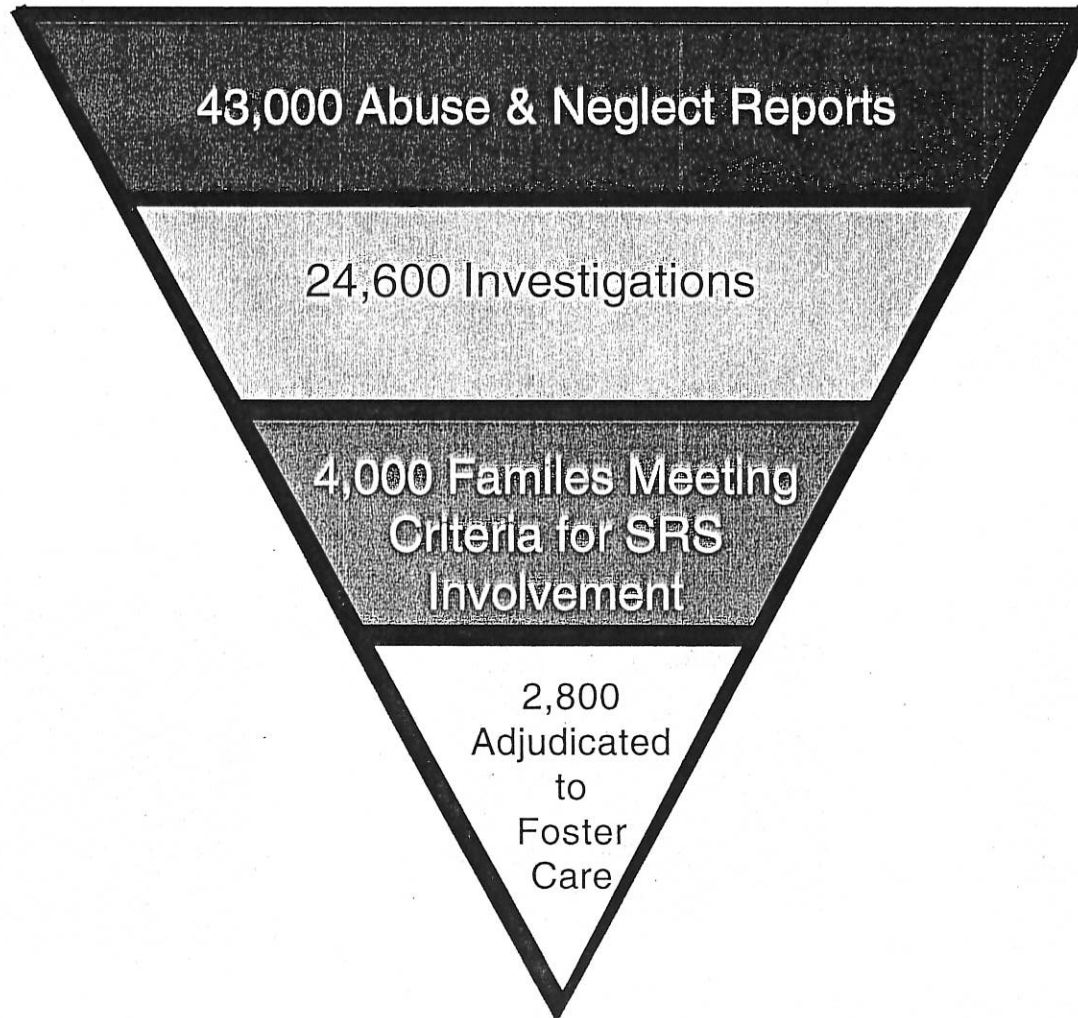 43,000 Abuse & Neglect Reports
24,600 Investigations
4,000 Familes Meeting
Criteria for SRS
Involvement
2,800
Adjudicated
to
Foster
Care